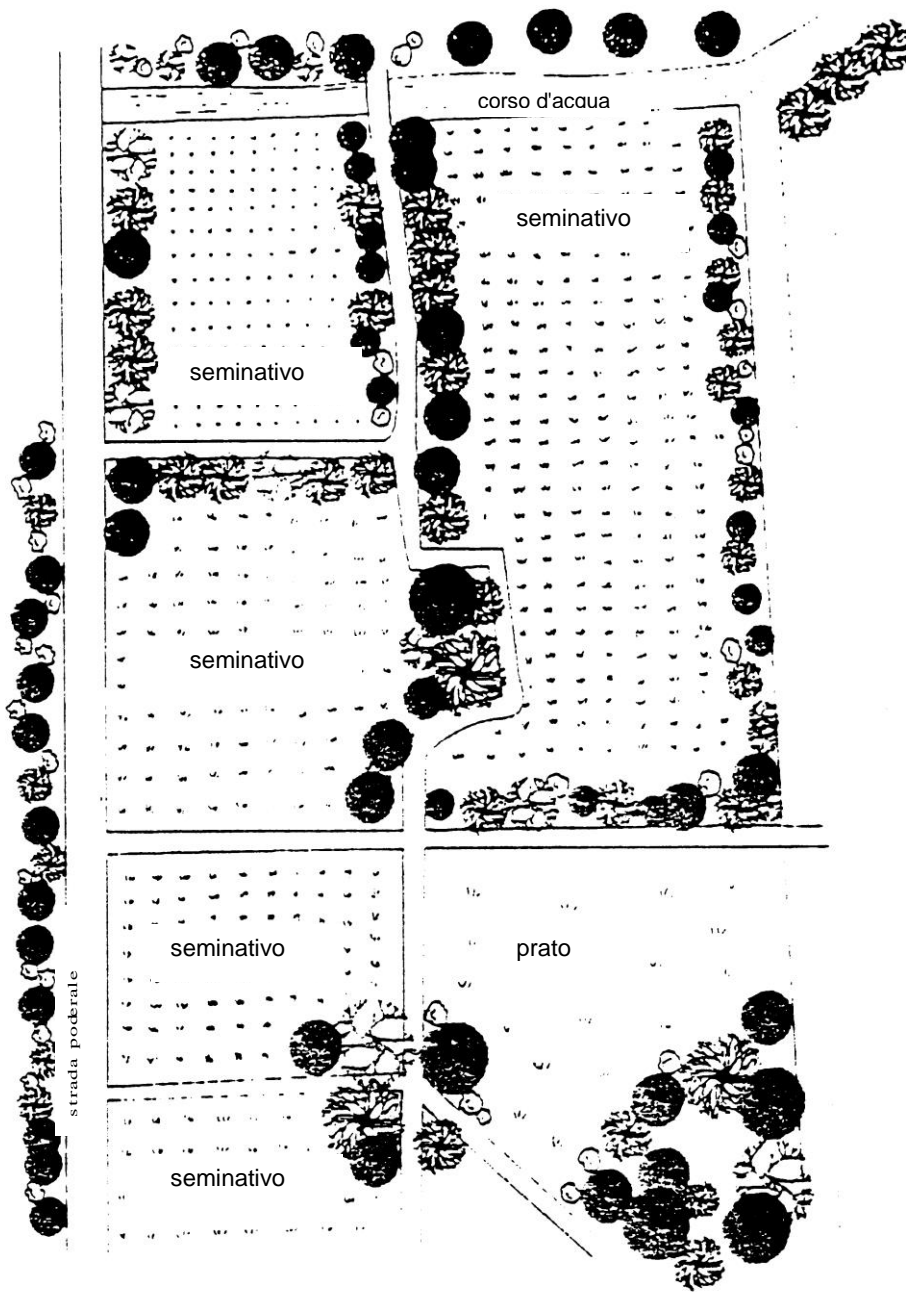 corso d'acqua
seminativo
seminativo
seminativo
seminativo
prato
strada poderale
seminativo